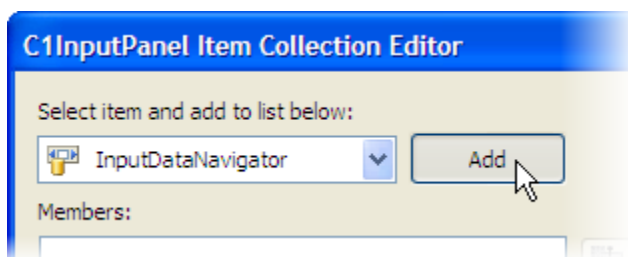 C1InputPanel Item Collection Editor
Select item and add to list below:
InputDataNavigator Add
Members: